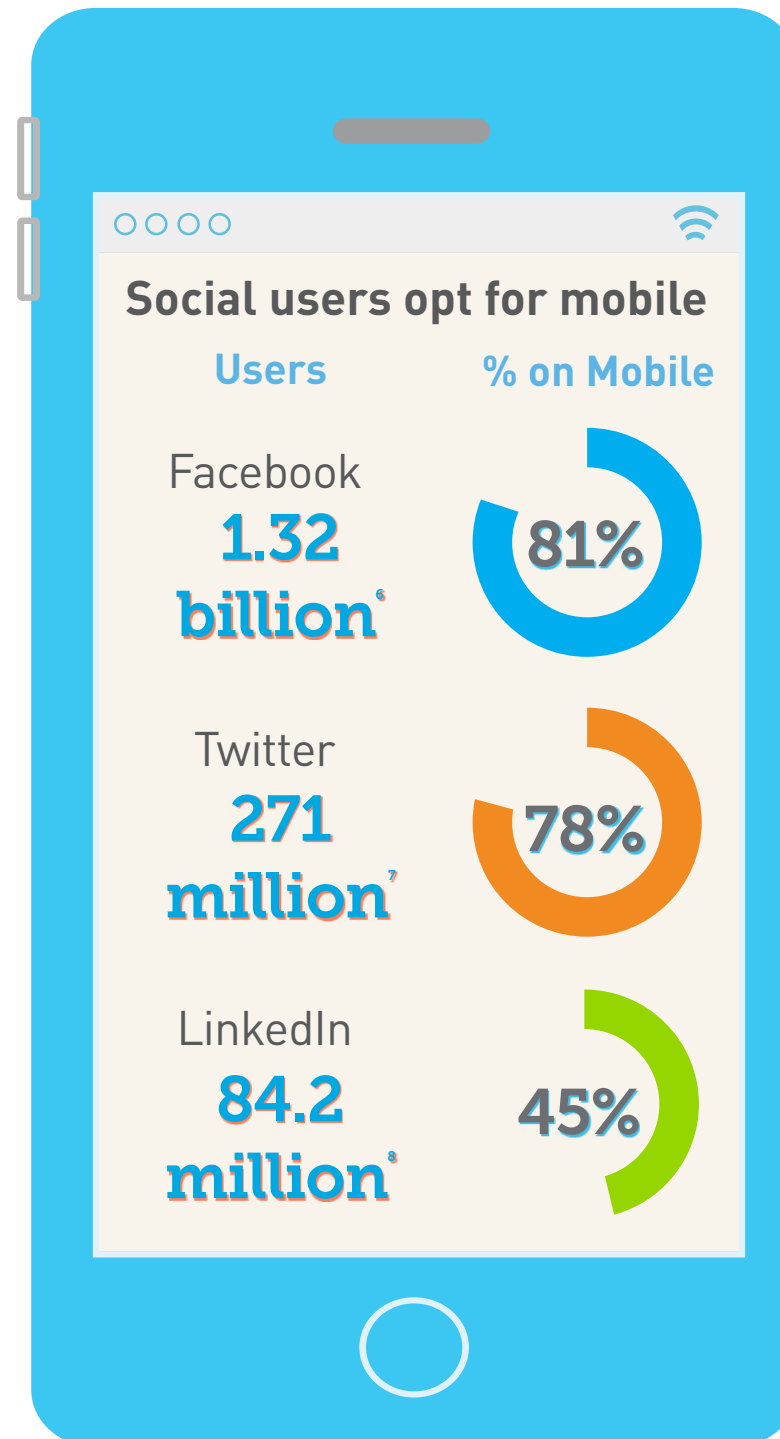 Social users opt for mobile
Users % on Mobile
Facebook
1.32
billion⁶
81%
Twitter
271
million⁷
78%
LinkedIn
84.2
million⁸
45%